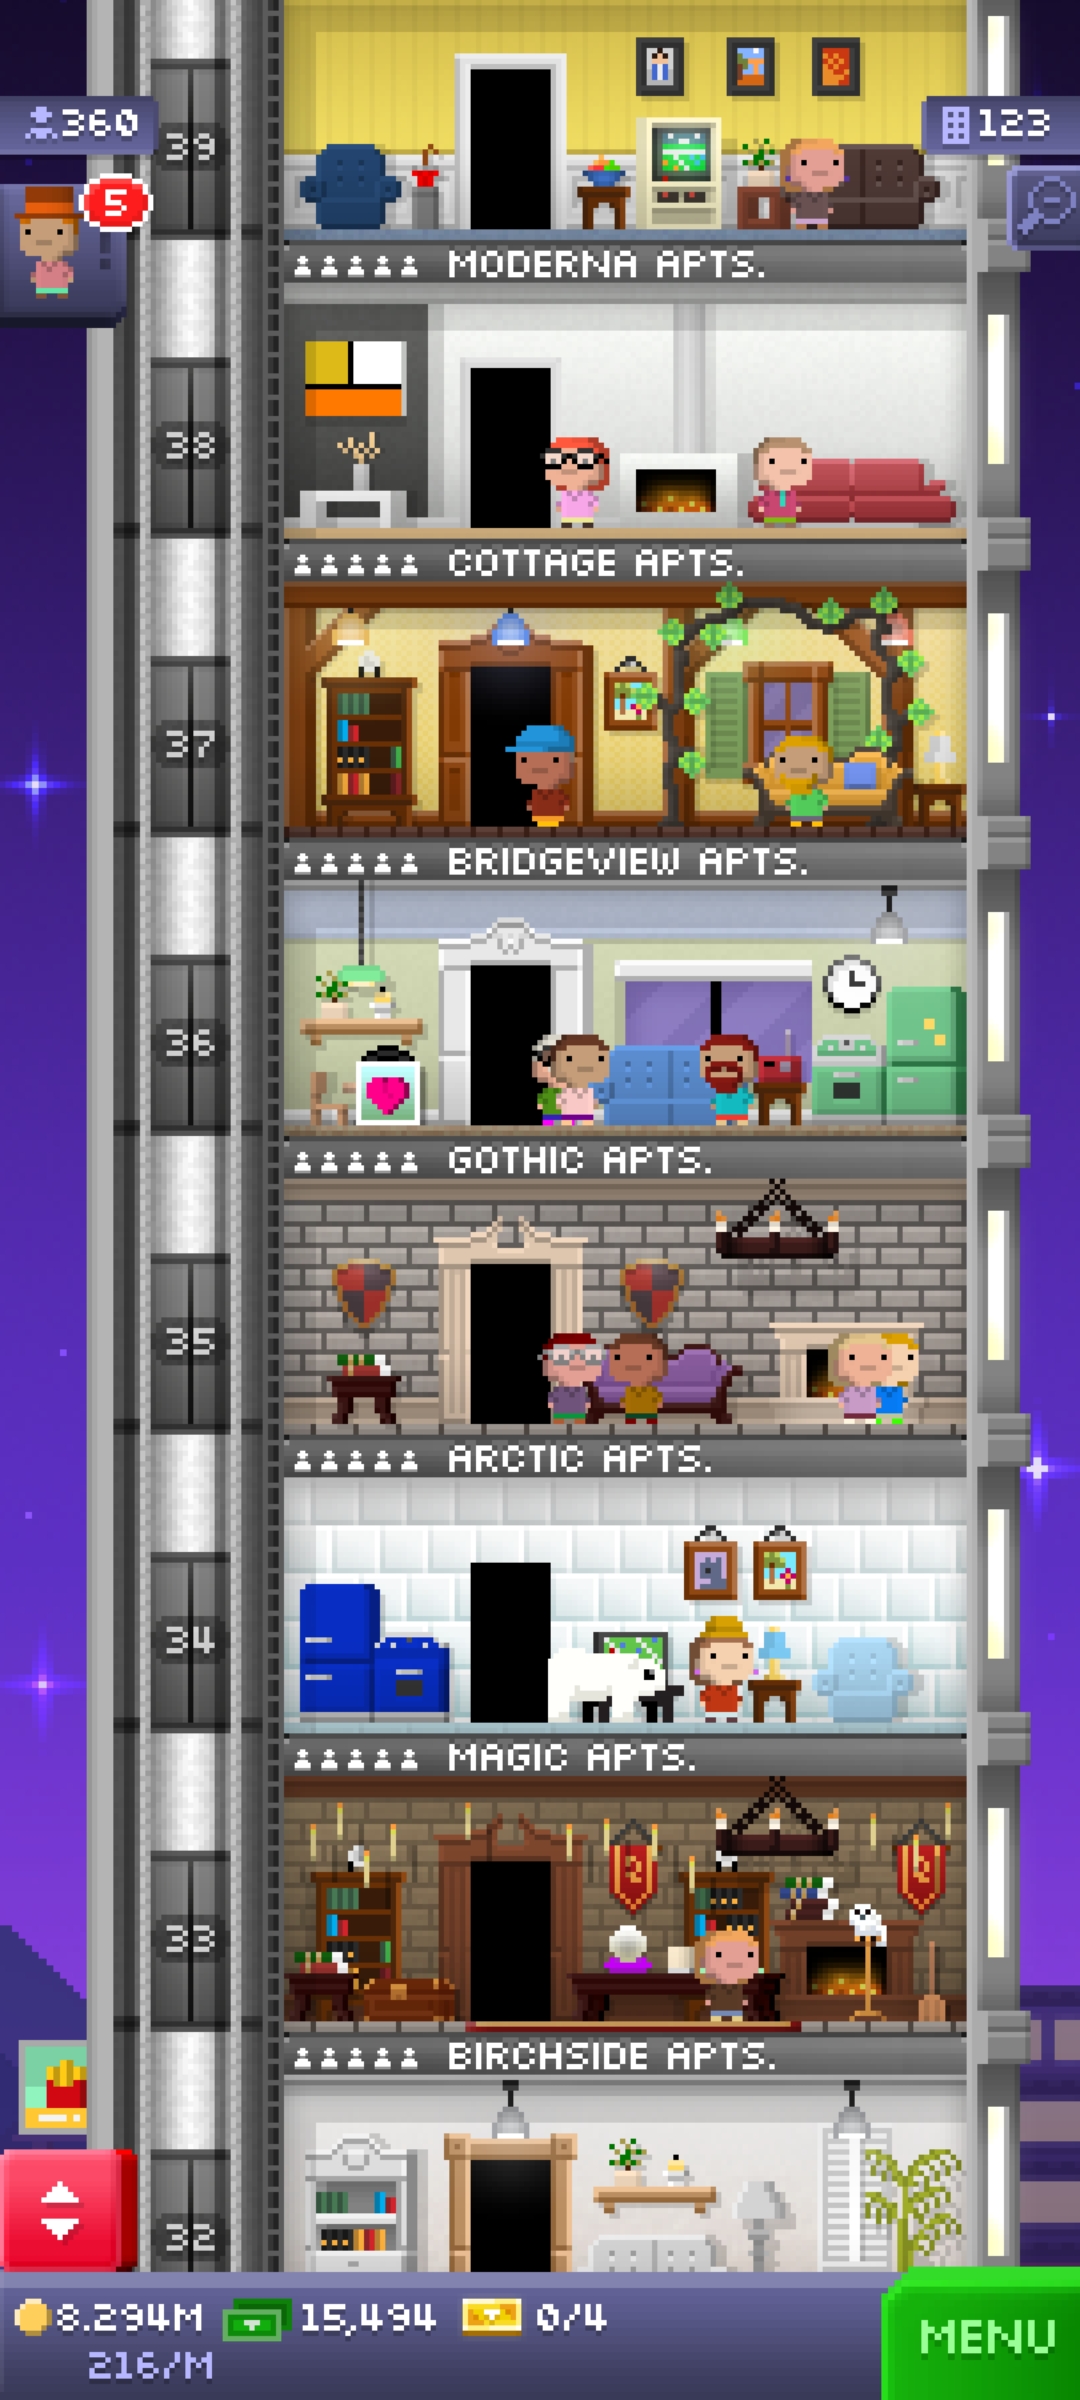 39
360
123
5
MODERNA APTS.
38
COTTAGE APTS.
37
BRIDGEVIEW APTS.
36
GOTHIC APTS.
35
ARCTIC APTS.
34
MAGIC APTS.
33
BIRCHSIDE APTS.
32
8.294M 15,494 0/4
216/M
MENU